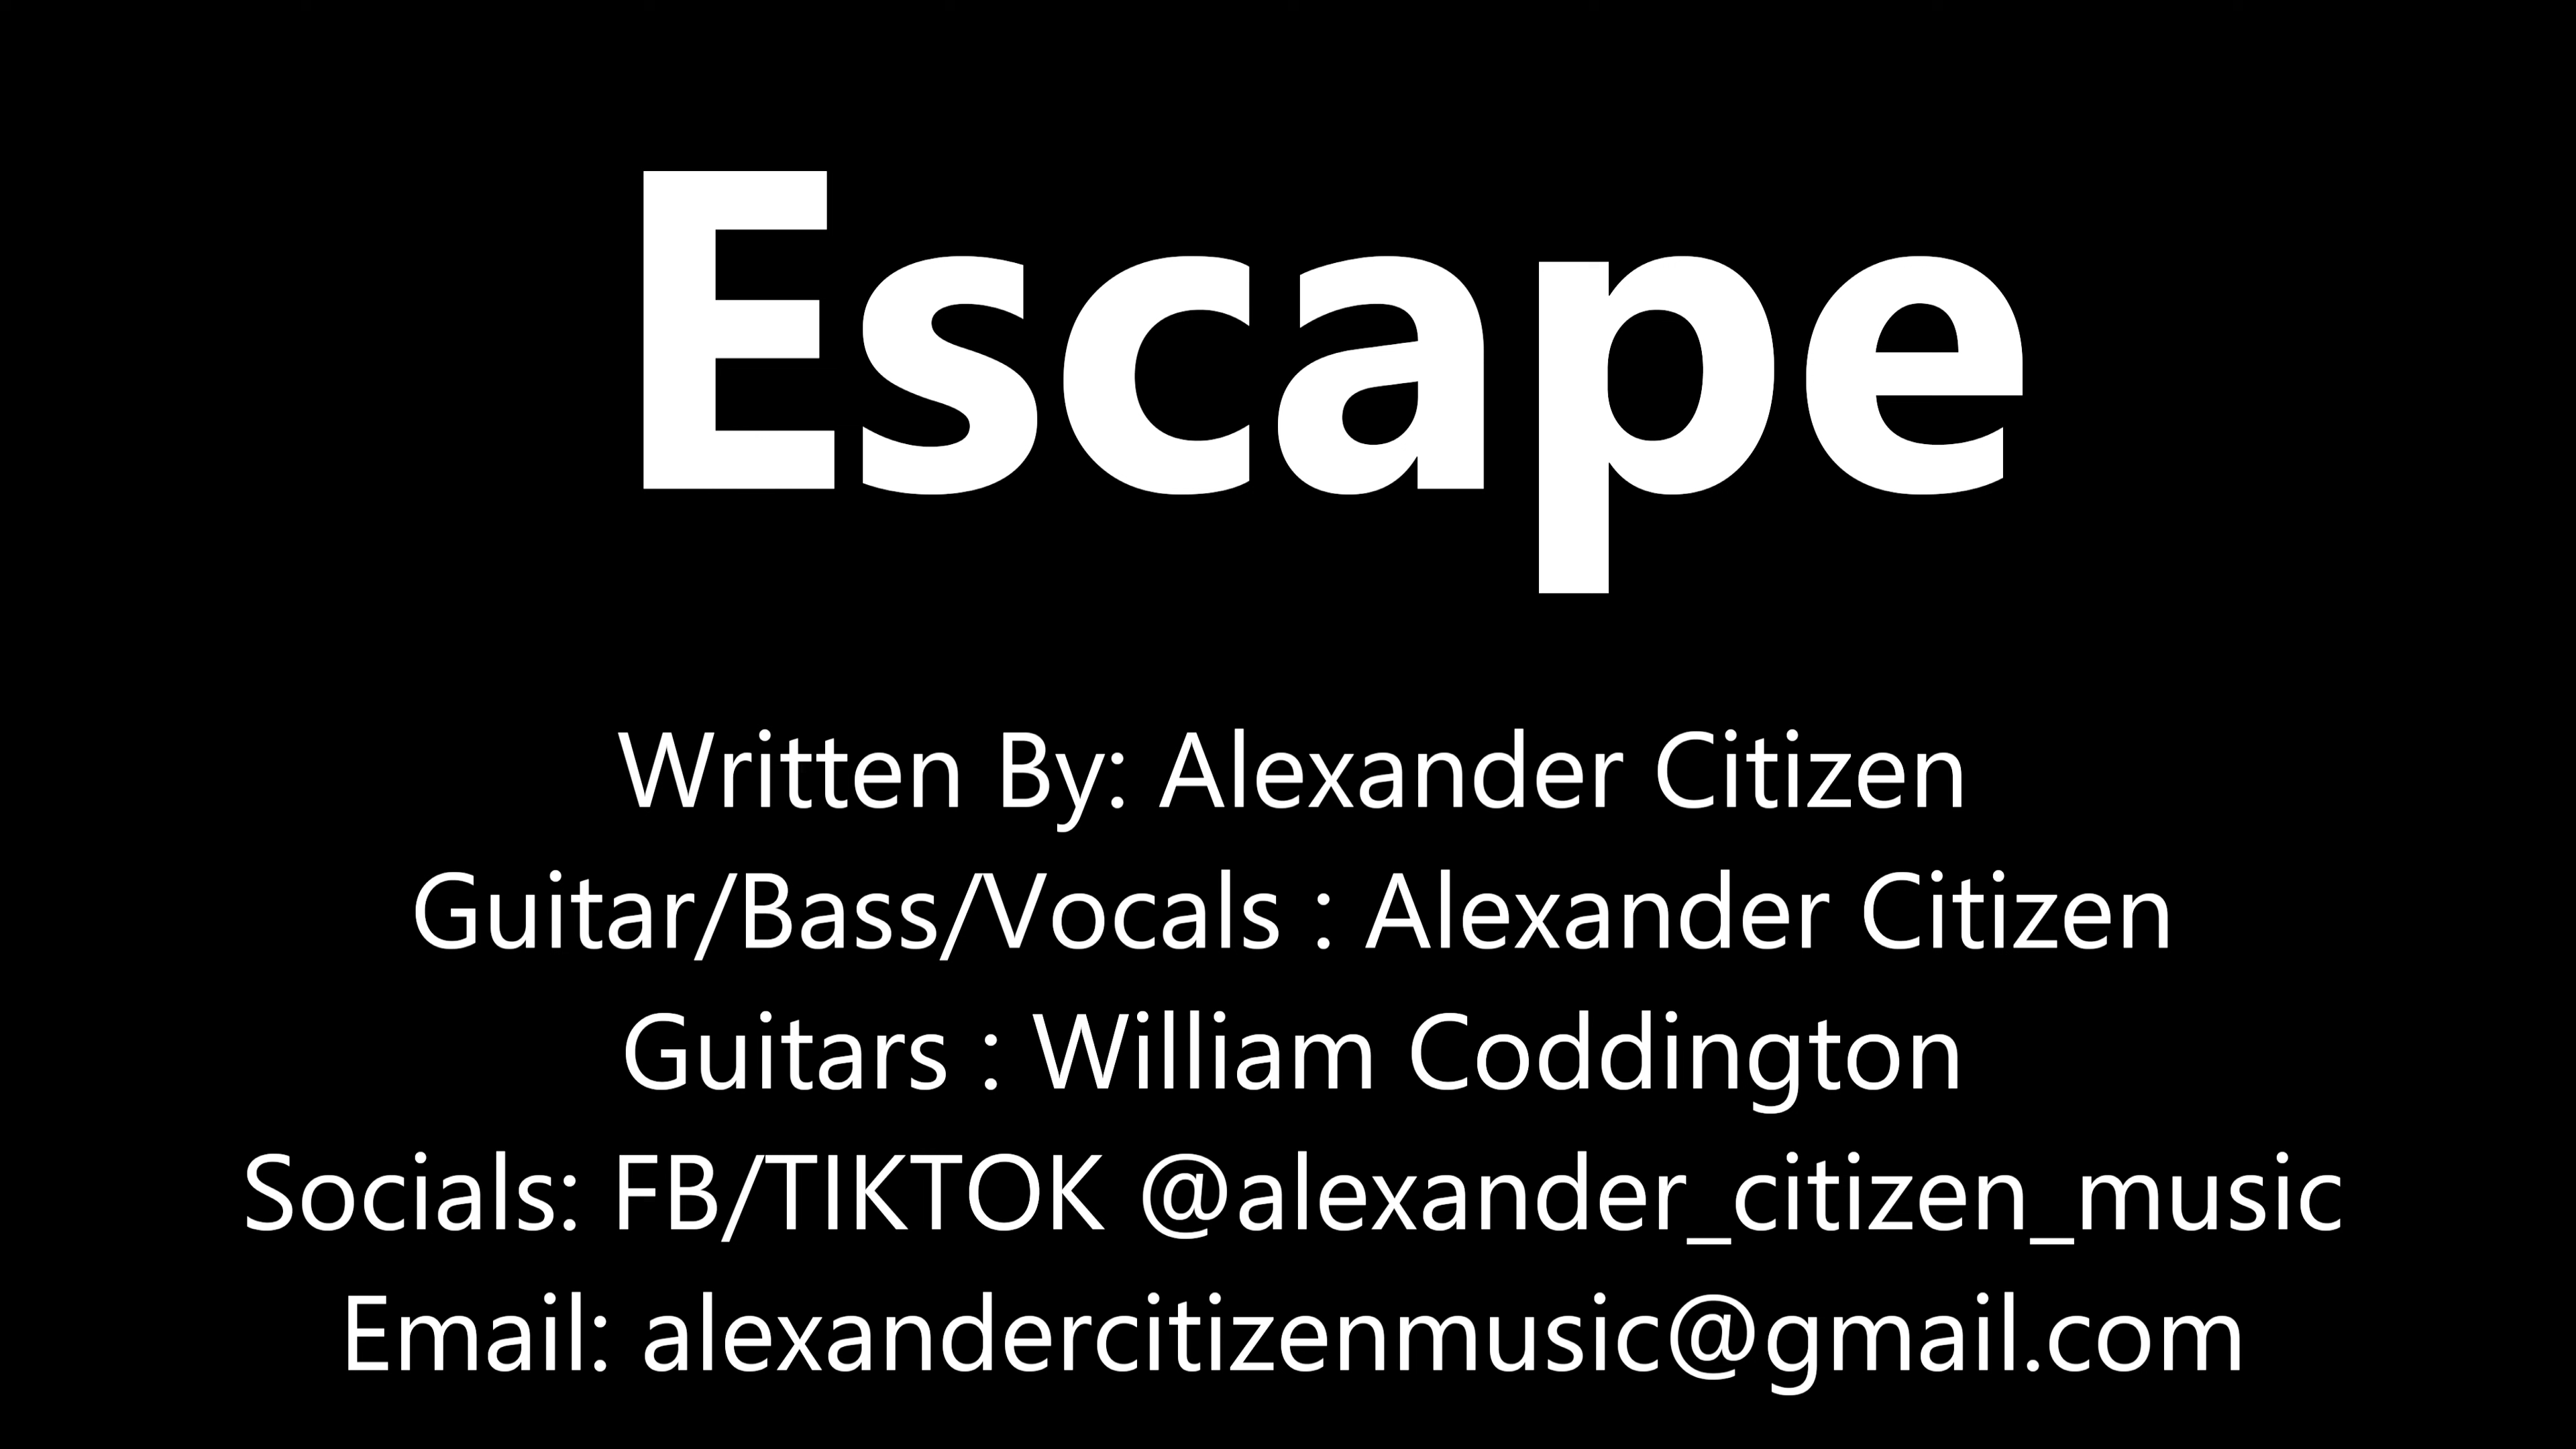 Escape
Written By: Alexander Citizen
Guitar/Bass/Vocals : Alexander Citizen
Guitars : William Coddington
Socials: FB/TIKTOK @alexander_citizen_music
Email: alexandercitizenmusic@gmail.com